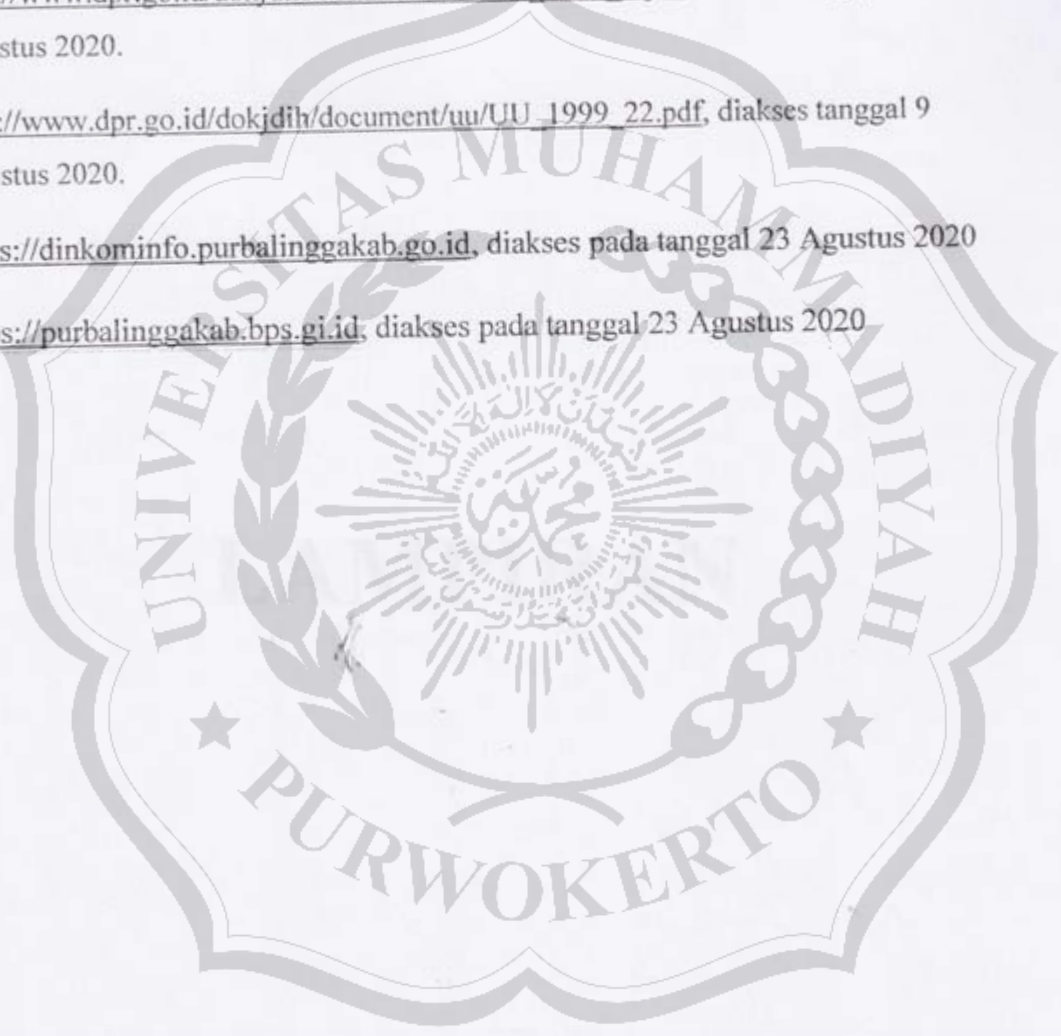 stus 2020.
://www.dpr.go.id/dokjdih/document/uu/UU_1999_22.pdf, diakses tanggal 9
stus 2020.
s://dinkominfo.purbalinggakab.go.id, diakses pada tanggal 23 Agustus 2020
s://purbalinggakab.bps.gi.id, diakses pada tanggal 23 Agustus 2020
UNIVERSITAS MUHAMMADIYAH
PURWOKERTO